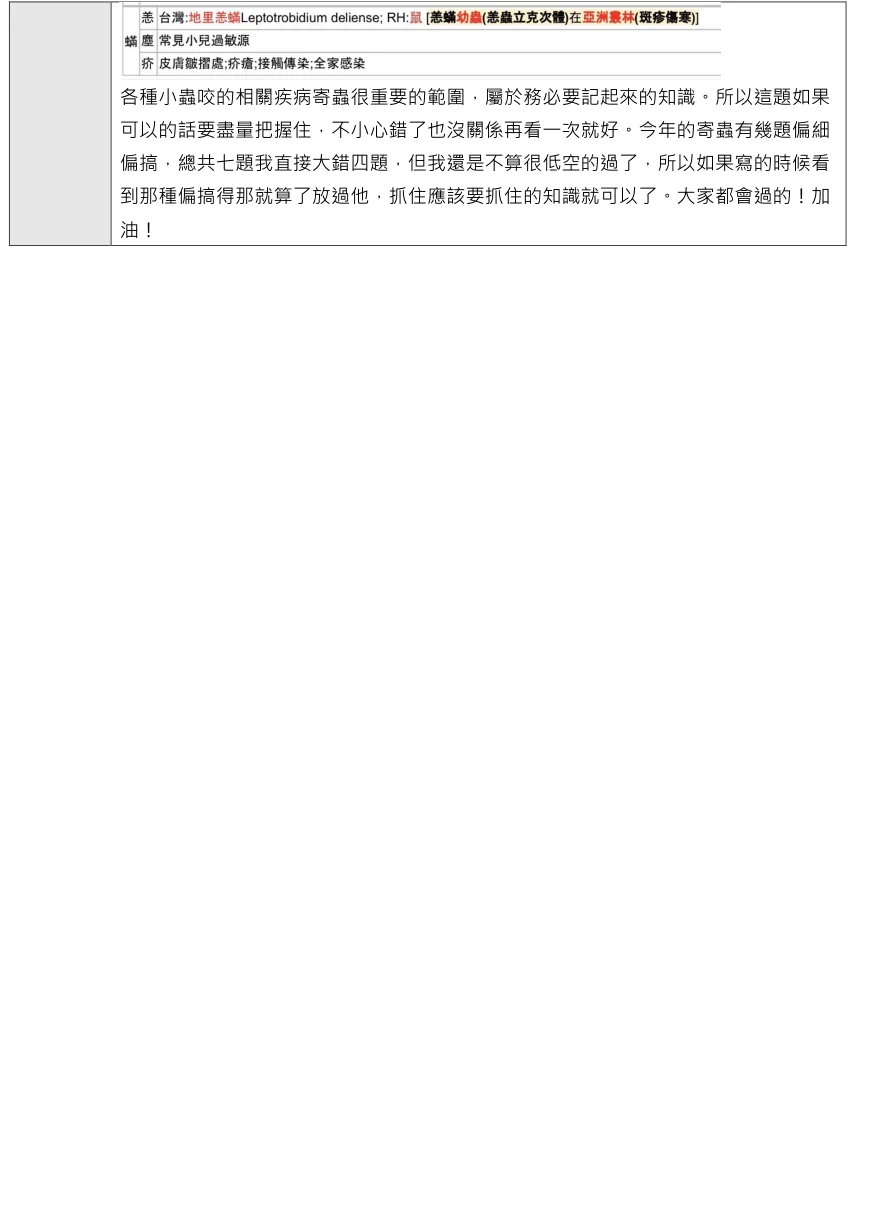 恙 台灣:地里恙蟎Leptotrobidium deliense; RH:鼠 [恙蟎幼蟲(恙蟲立克次體)在亞洲叢林(斑疹傷寒)]
蟎 塵 常見小兒過敏源
疥 皮膚皺摺處;疥瘡;接觸傳染;全家感染
各種小蟲咬的相關疾病寄蟲很重要的範圍，屬於務必要記起來的知識。所以這題如果
可以的話要盡量把握住，不小心錯了也沒關係再看一次就好。今年的寄蟲有幾題偏細
偏搞，總共七題我直接大錯四題，但我還是不算很低空的過了，所以如果寫的時候看
到那種偏搞得那就算了放過他，抓住應該要抓住的知識就可以了。大家都會過的！加
油！